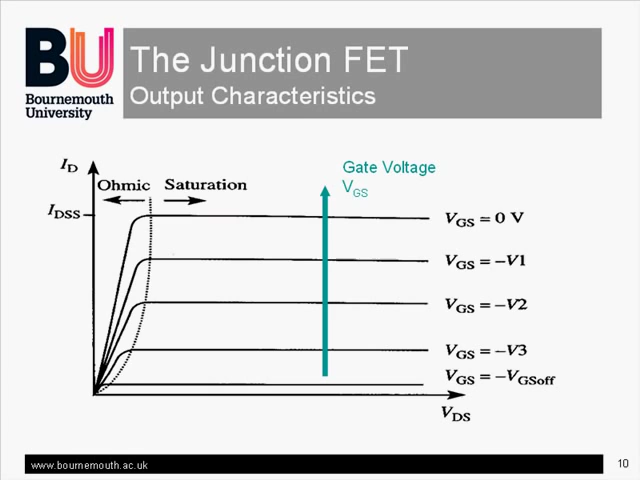 BU
Bournemouth
University
The Junction FET
Output Characteristics
Gate Voltage
VGS
ID
Ohmic
Saturation
IDSS
VGS = 0 V
VGS = –V1
VGS = –V2
VGS = –V3
VGS = –VGSoff
VDS
www.bournemouth.ac.uk
10